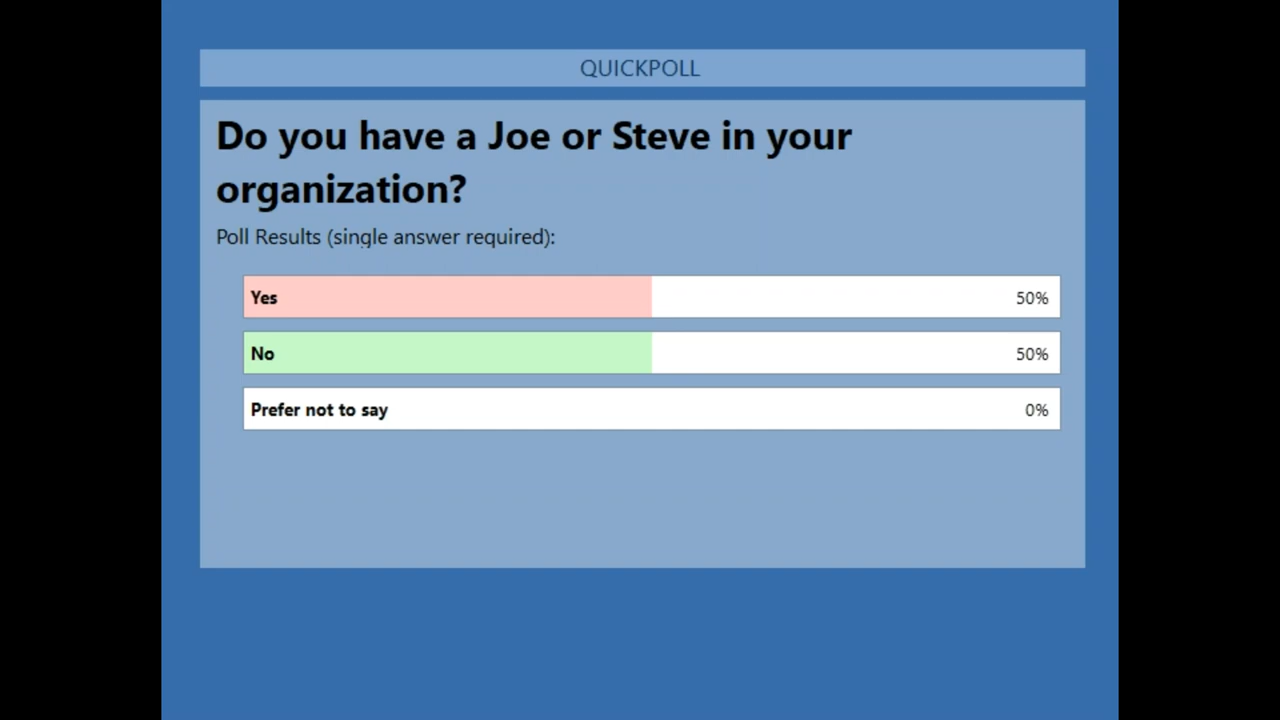 QUICKPOLL
Do you have a Joe or Steve in your
organization?
Poll Results (single answer required):
Yes 50%
No 50%
Prefer not to say 0%